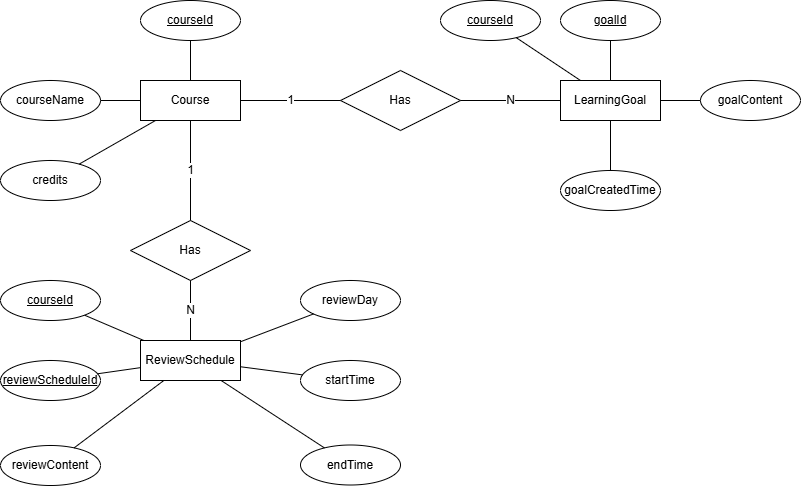 courseId
courseId
goalId
courseName
Course
1
Has
N
LearningGoal
goalContent
credits
1
goalCreatedTime
Has
courseId
N
reviewDay
ReviewSchedule
reviewScheduleId
startTime
reviewContent
endTime